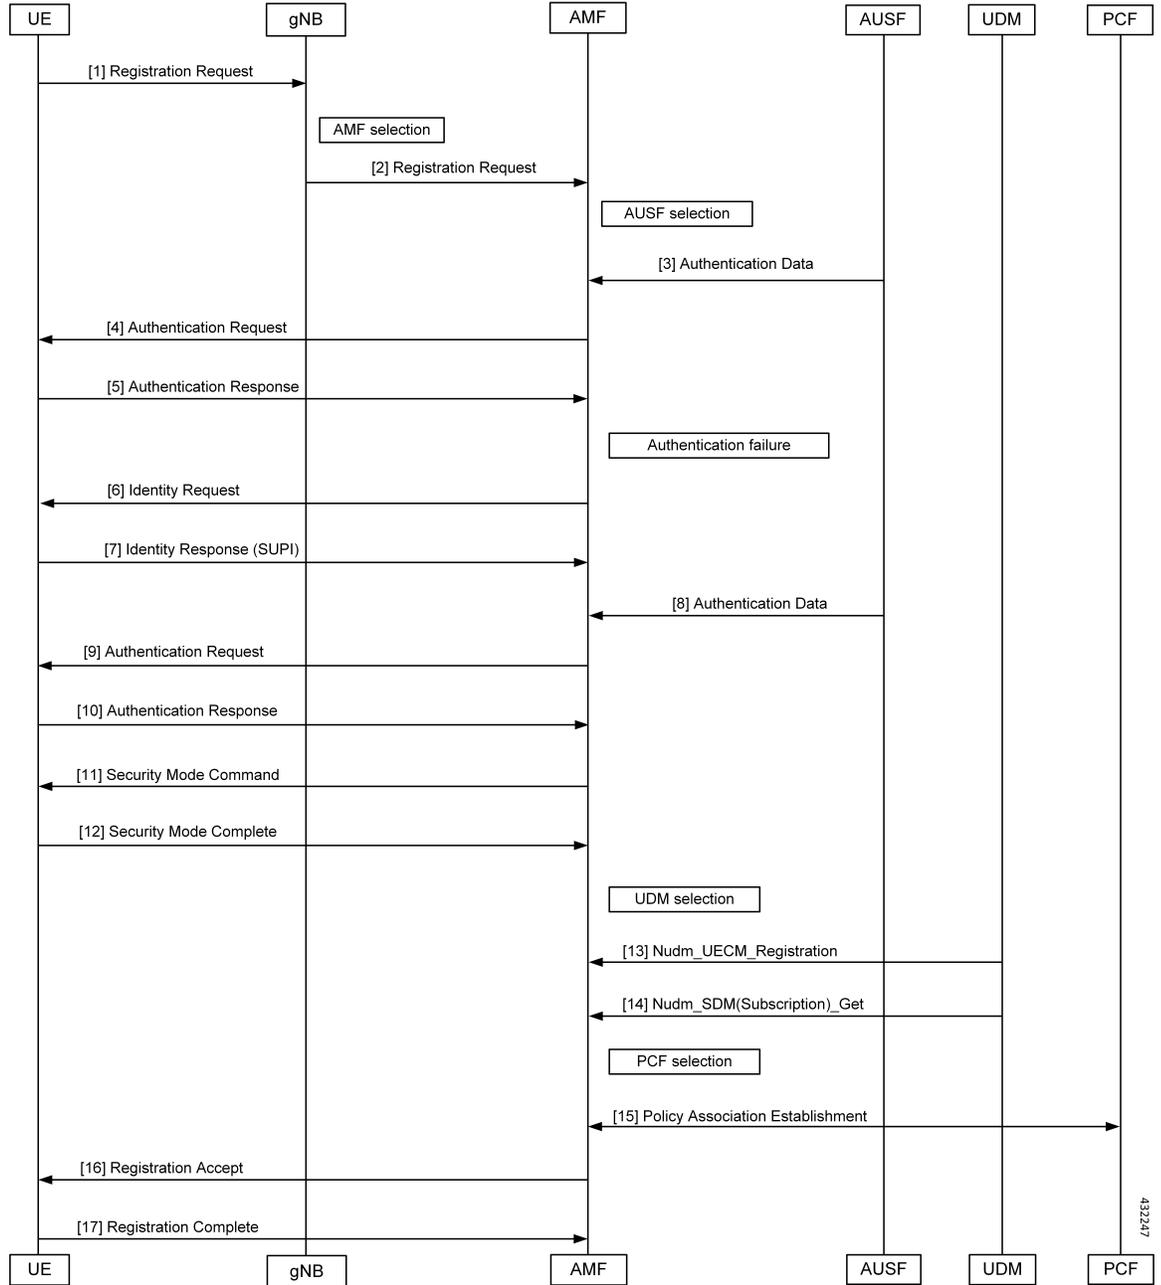 UE
gNB
AMF
AUSF
UDM
PCF
[1] Registration Request
AMF selection
[2] Registration Request
AUSF selection
[3] Authentication Data
[4] Authentication Request
[5] Authentication Response
Authentication failure
[6] Identity Request
[7] Identity Response (SUPI)
[8] Authentication Data
[9] Authentication Request
[10] Authentication Response
[11] Security Mode Command
[12] Security Mode Complete
UDM selection
[13] Nudm_UECM_Registration
[14] Nudm_SDM(Subscription)_Get
PCF selection
[15] Policy Association Establishment
[16] Registration Accept
[17] Registration Complete
432247
UE
gNB
AMF
AUSF
UDM
PCF